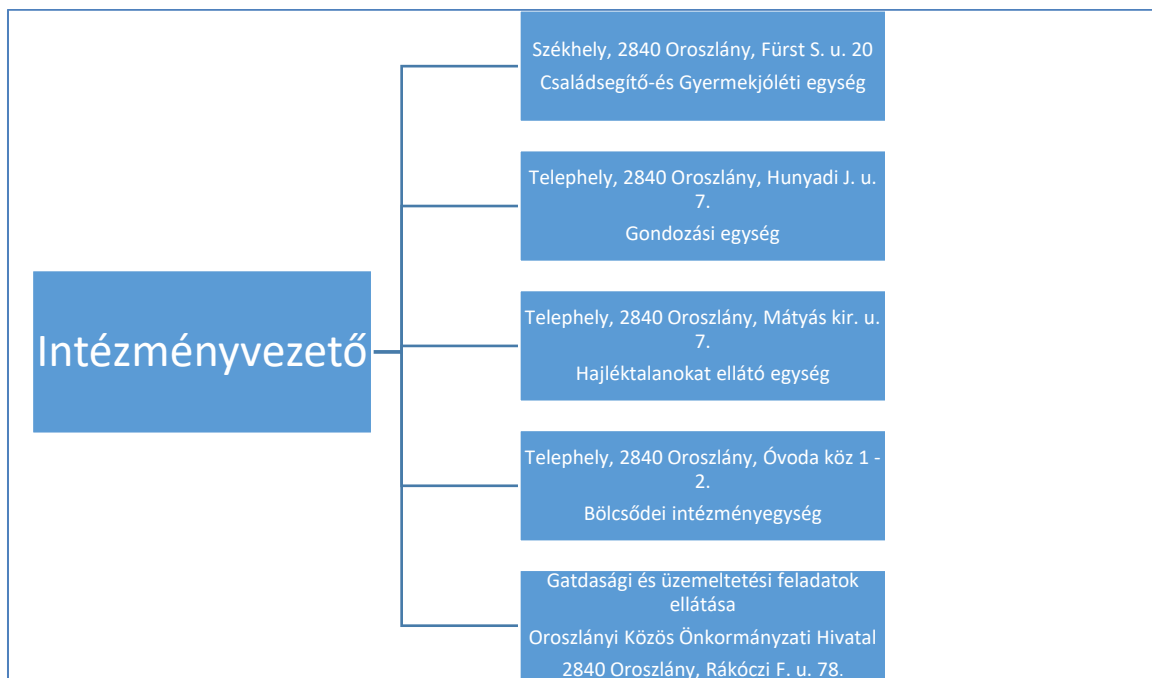 Intézményvezető
Székhely, 2840 Oroszlány, Fürst S. u. 20
Családsegítő-és Gyermekjóléti egység
Telephely, 2840 Oroszlány, Hunyadi J. u.
7.
Gondozási egység
Telephely, 2840 Oroszlány, Mátyás kir. u.
7.
Hajléktalanokat ellátó egység
Telephely, 2840 Oroszlány, Óvoda köz 1 -
2.
Bölcsődei intézményegység
Gatdasági és üzemeltetési feladatok
ellátása
Oroszlányi Közös Önkormányzati Hivatal
2840 Oroszlány, Rákóczi F. u. 78.